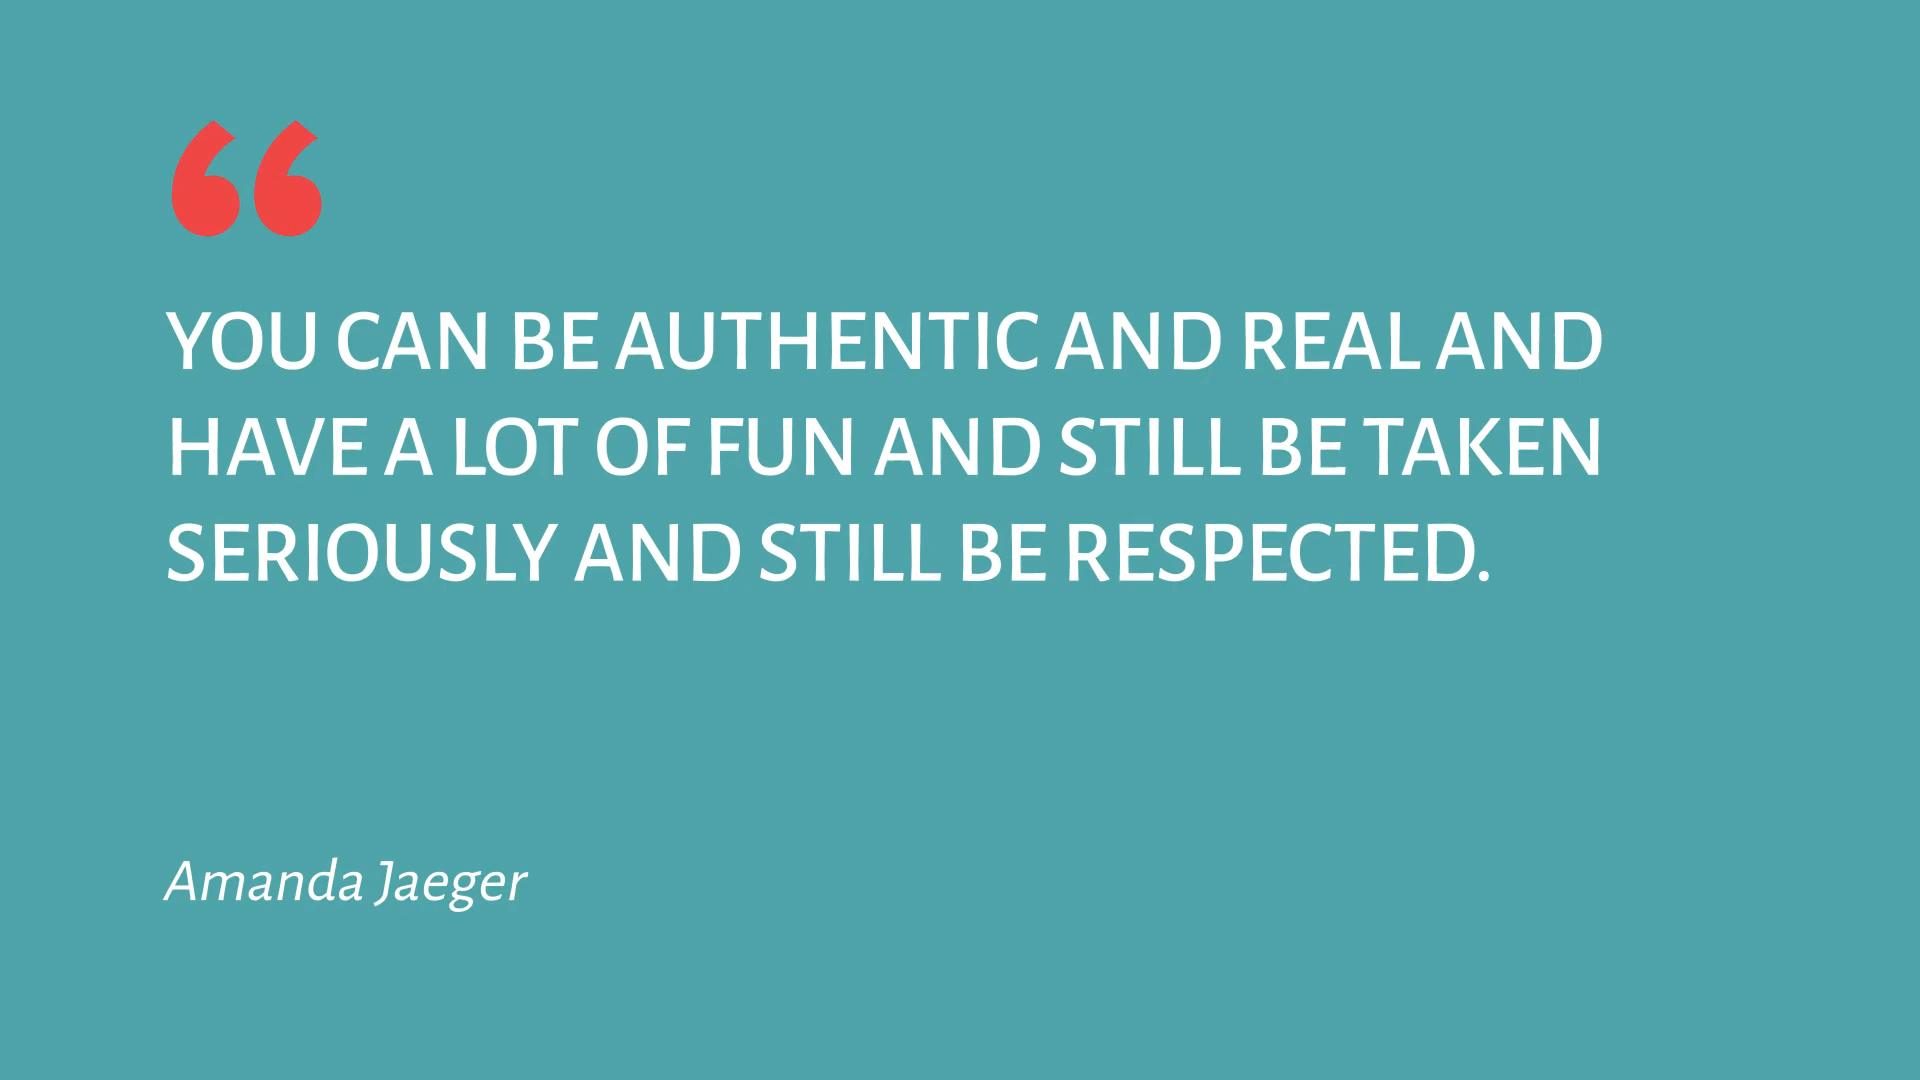 “
YOU CAN BE AUTHENTIC AND REAL AND
HAVE A LOT OF FUN AND STILL BE TAKEN
SERIOUSLY AND STILL BE RESPECTED.
Amanda Jaeger